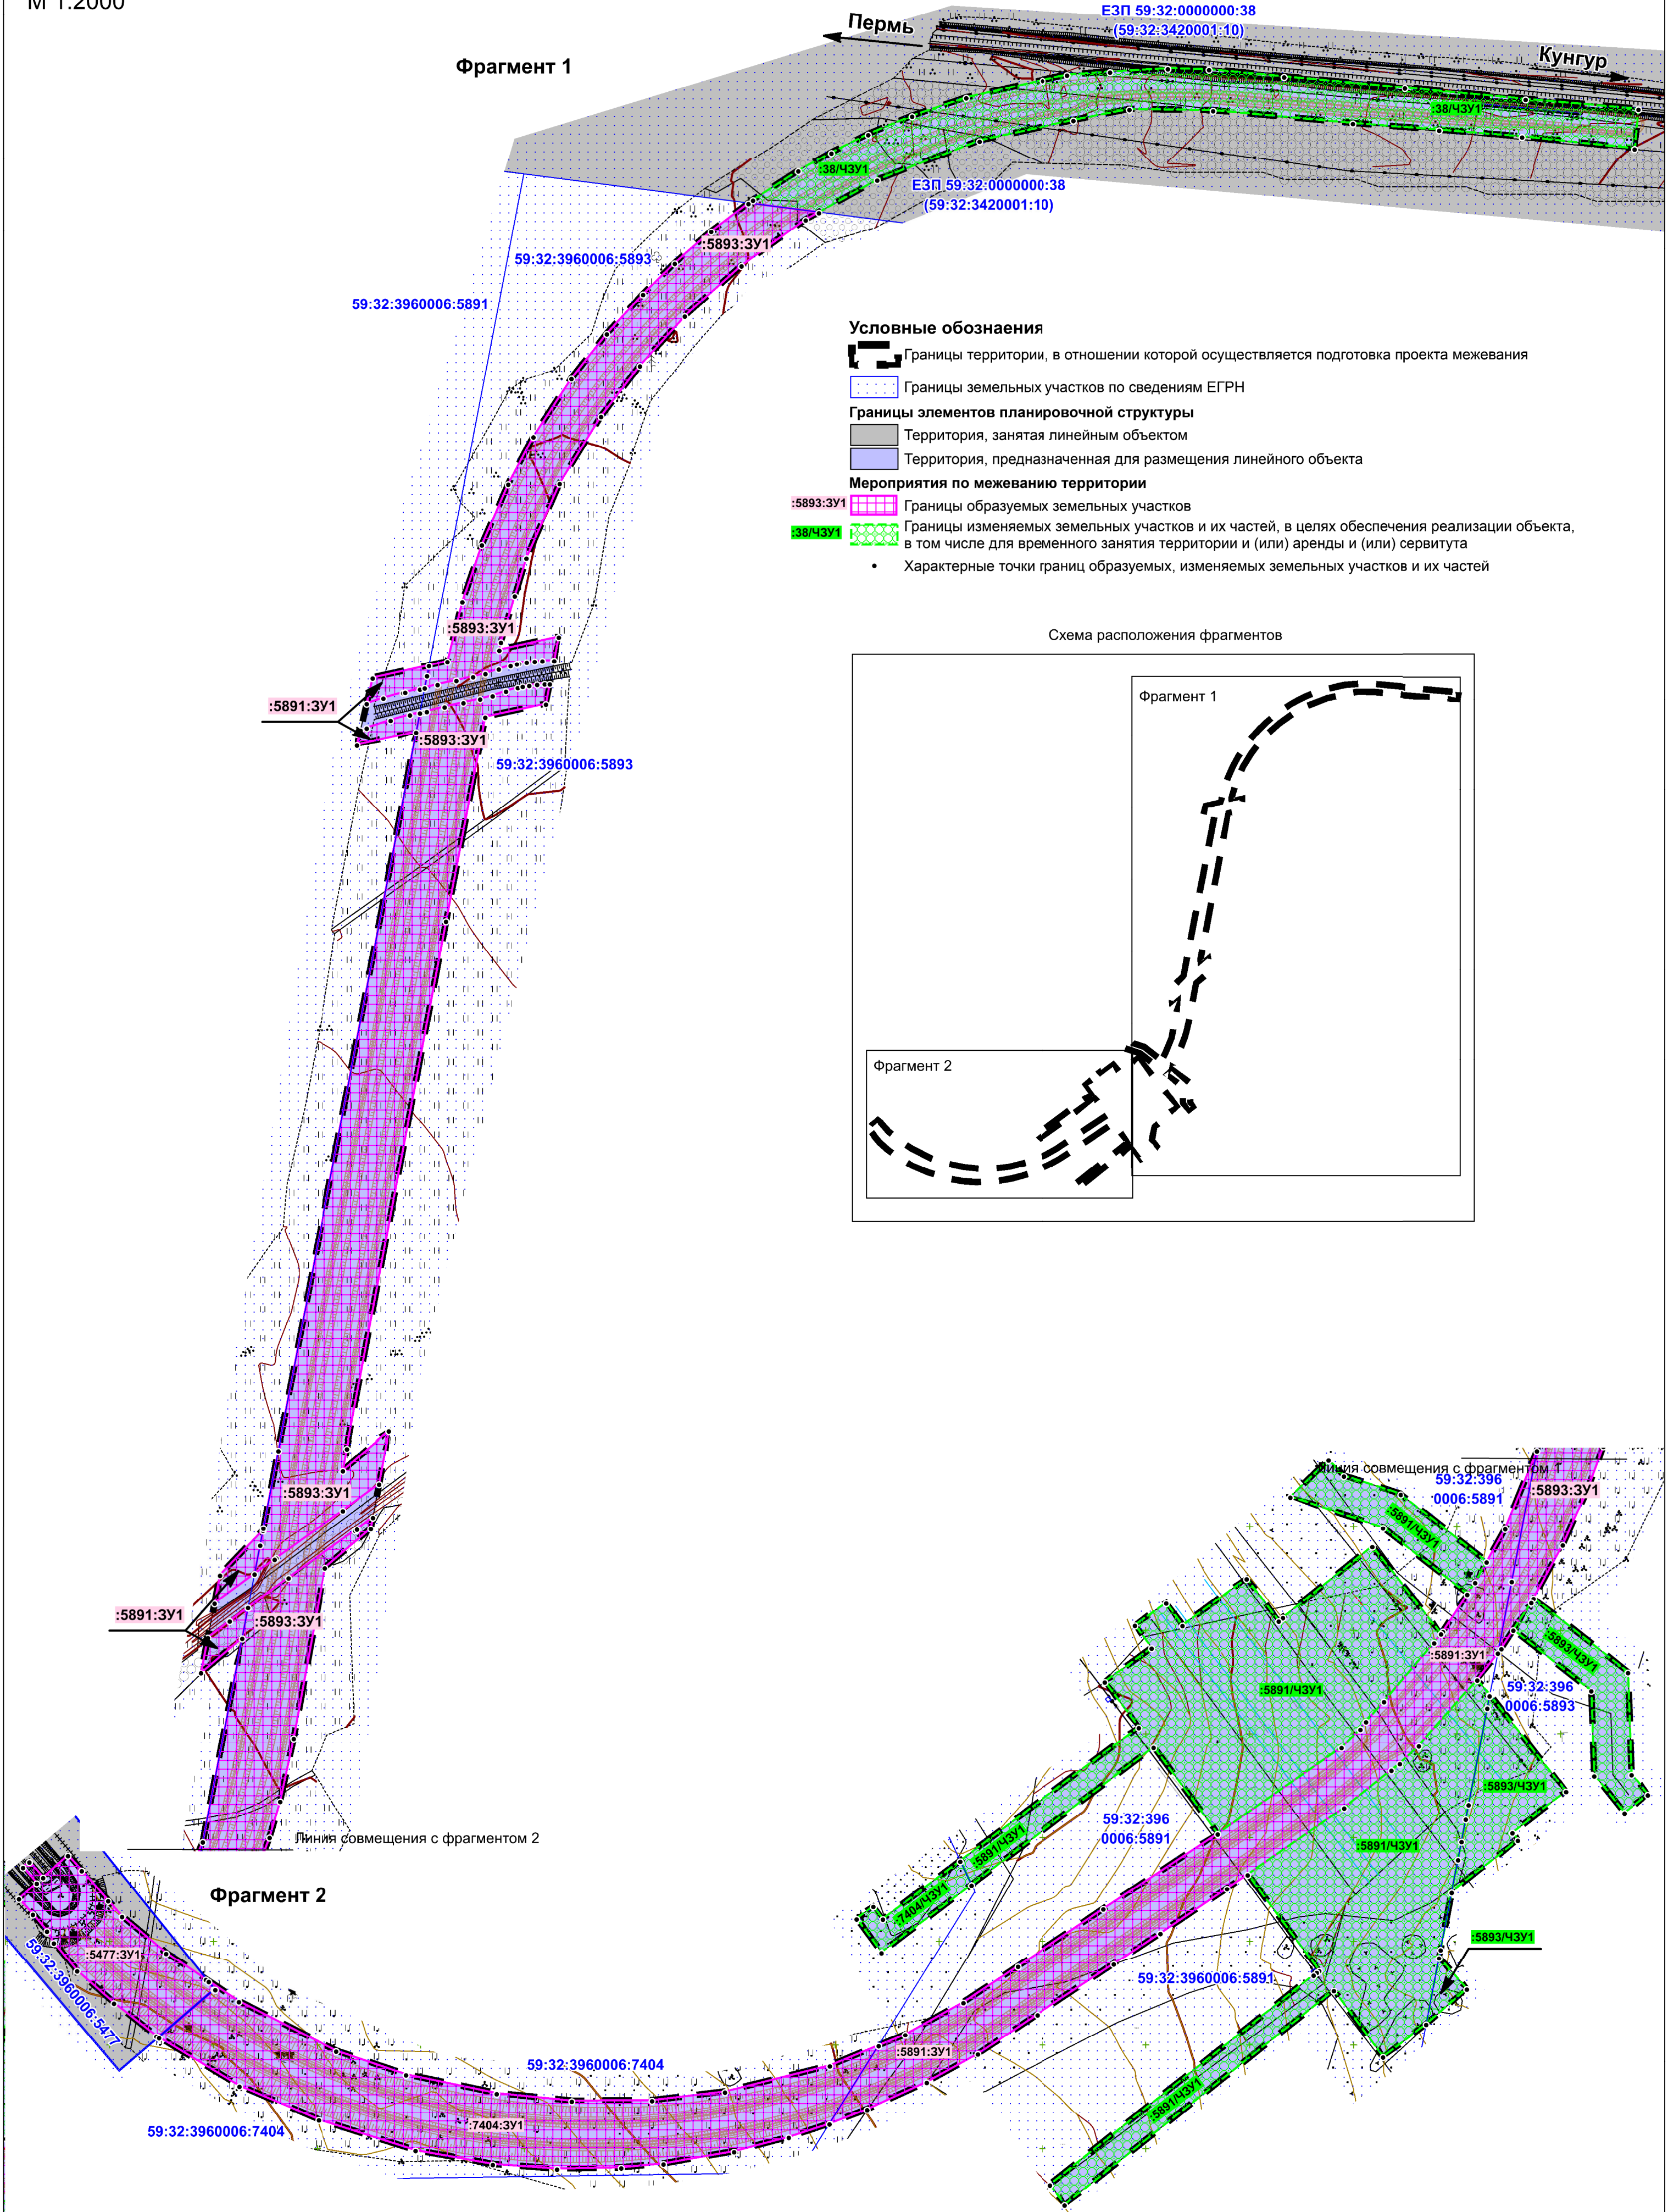 М 1:2000
ЕЗП 59:32:0000000:38
(59:32:3420001:10)
Пермь
Кунгур
Фрагмент 1
:38/ЧЗУ1
:38/ЧЗУ1
ЕЗП 59:32:0000000:38
(59:32:3420001:10)
:5893:ЗУ1
59:32:3960006:5893
59:32:3960006:5891
Условные обознаения
Границы территории, в отношении которой осуществляется подготовка проекта межевания
Границы земельных участков по сведениям ЕГРН
Границы элементов планировочной структуры
Территория, занятая линейным объектом
Территория, предназначенная для размещения линейного объекта
Мероприятия по межеванию территории
:5893:ЗУ1 Границы образуемых земельных участков
:38/ЧЗУ1 Границы изменяемых земельных участков и их частей, в целях обеспечения реализации объекта,
в том числе для временного занятия территории и (или) аренды и (или) сервитута
Характерные точки границ образуемых, изменяемых земельных участков и их частей
:5893:ЗУ1
:5891:ЗУ1
:5893:ЗУ1
59:32:3960006:5893
Схема расположения фрагментов
Фрагмент 1
Фрагмент 2
:5893:ЗУ1
:5891:ЗУ1
:5893:ЗУ1
Линия совмещения с фрагментом 2
Линия совмещения с фрагментом 1
59:32:396
0006:5891
:5893:ЗУ1
:5891/ЧЗУ1
:5893/ЧЗУ1
:5891:ЗУ1
59:32:396
0006:5893
:5891/ЧЗУ1
:5893/ЧЗУ1
59:32:396
0006:5891
:5891/ЧЗУ1
:5891/ЧЗУ1
:7404/ЧЗУ1
Фрагмент 2
:5477:ЗУ1
59:32:3960006:5477
:5893/ЧЗУ1
59:32:3960006:5891
:5891:ЗУ1
59:32:3960006:7404
:5891/ЧЗУ1
:7404:ЗУ1
59:32:3960006:7404